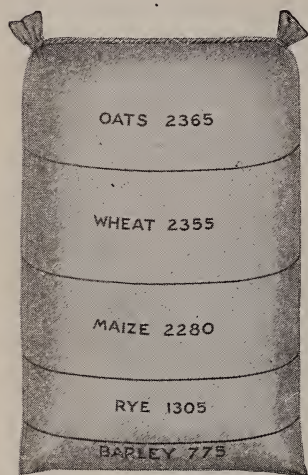 OATS 2365
WHEAT 2355
MAIZE 2280
RYE 1305
BARLEY 775